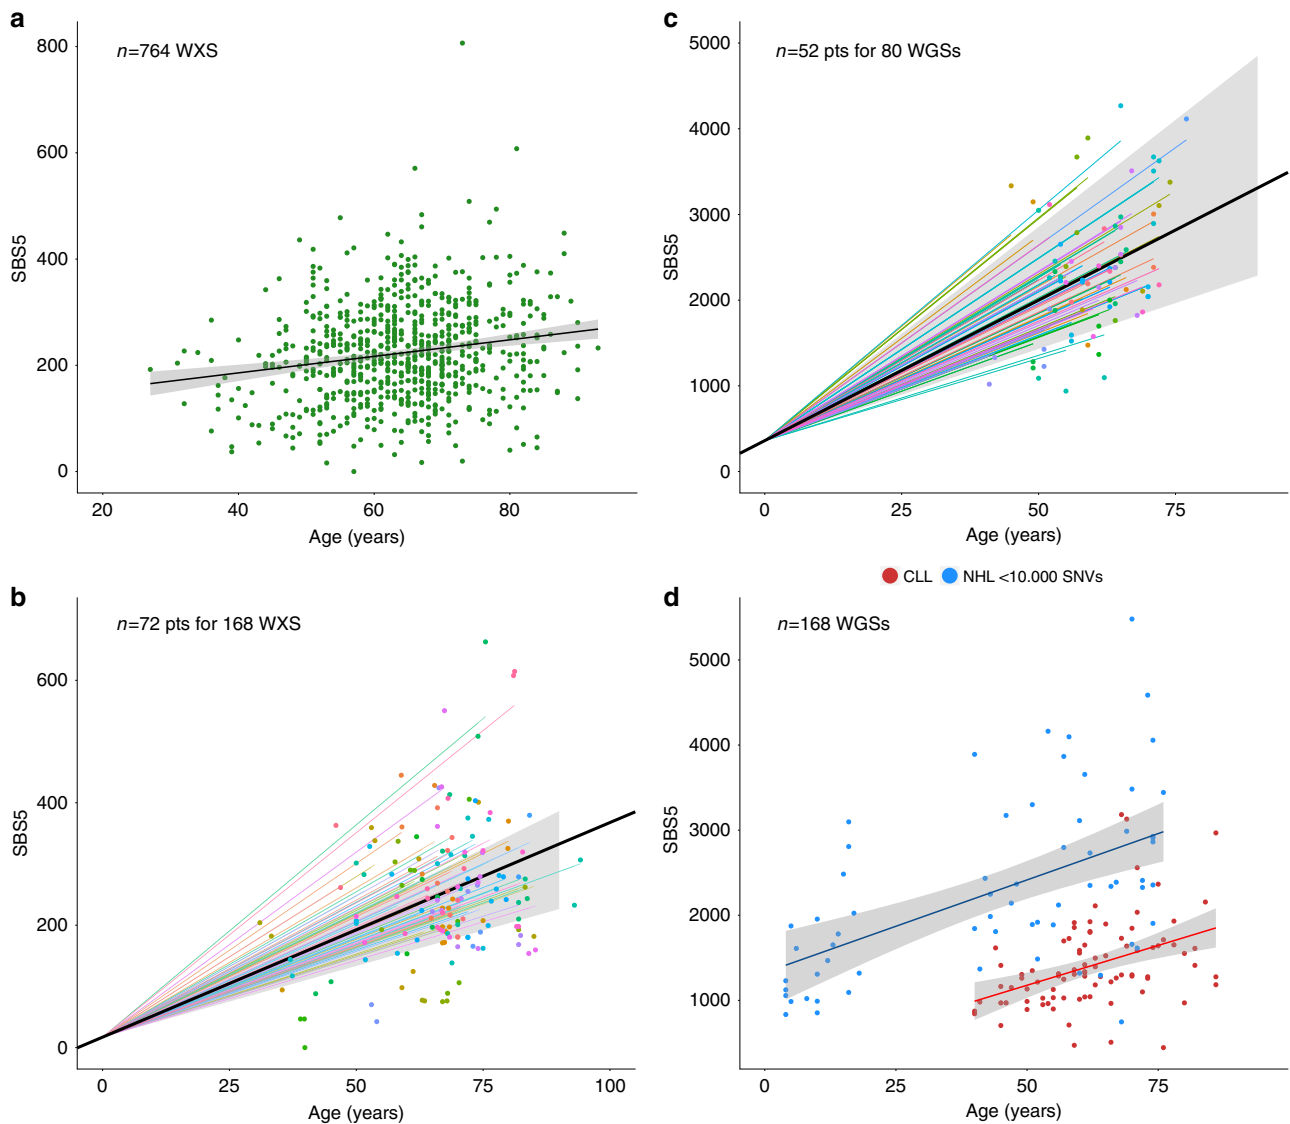 a
n=764 WXS
SBS5
800
600
400
200
0
20 40 60 80
Age (years)
c
n=52 pts for 80 WGSs
SBS5
5000
4000
3000
2000
1000
0
0 25 50 75
Age (years)
b
n=72 pts for 168 WXS
SBS5
600
400
200
0
0 25 50 75 100
Age (years)
CLL NHL <10.000 SNVs
d
n=168 WGSs
SBS5
5000
4000
3000
2000
1000
0 25 50 75
Age (years)